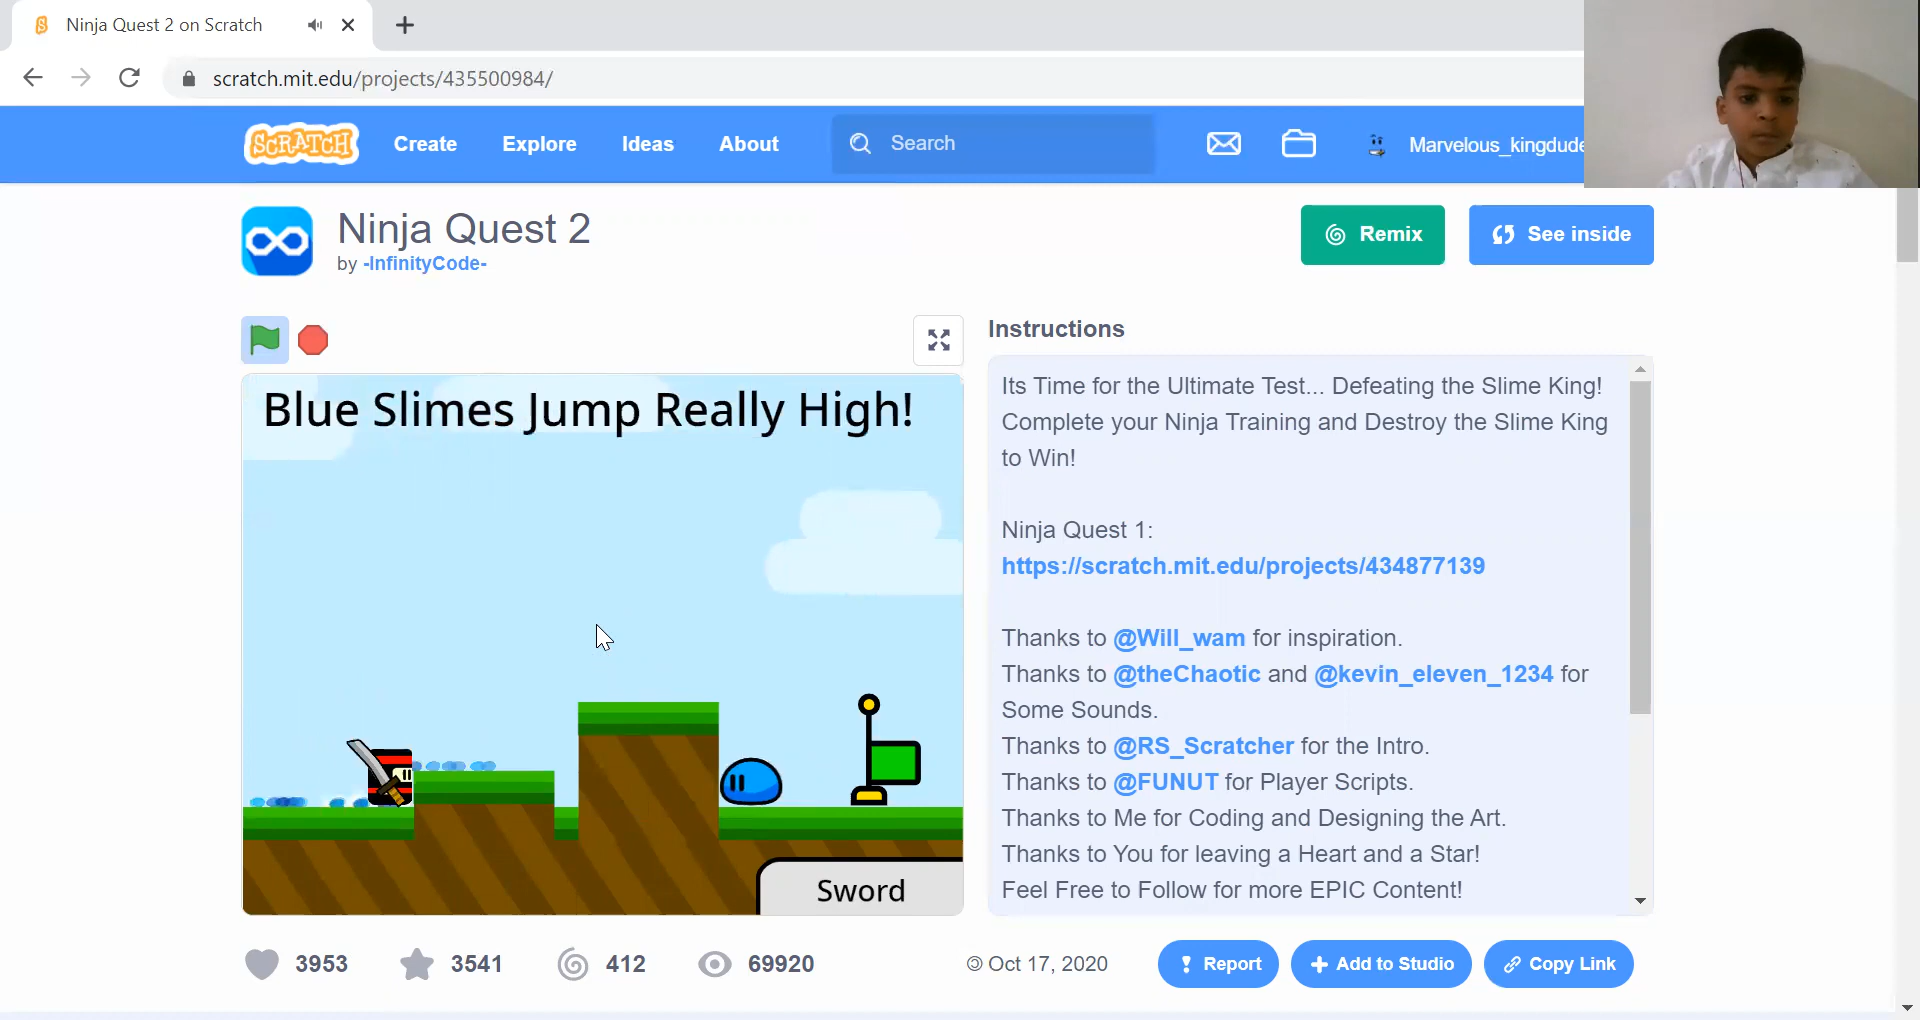 Ninja Quest 2 on Scratch
scratch.mit.edu/projects/435500984/
SCRATCH Create Explore Ideas About Search Marvelous_kingdude
Ninja Quest 2
by -InfinityCode-
Remix See inside
Blue Slimes Jump Really High!
Sword
Instructions
Its Time for the Ultimate Test... Defeating the Slime King!
Complete your Ninja Training and Destroy the Slime King
to Win!
Ninja Quest 1:
https://scratch.mit.edu/projects/434877139
Thanks to @Will_wam for inspiration.
Thanks to @theChaotic and @kevin_eleven_1234 for
Some Sounds.
Thanks to @RS_Scratcher for the Intro.
Thanks to @FUNUT for Player Scripts.
Thanks to Me for Coding and Designing the Art.
Thanks to You for leaving a Heart and a Star!
Feel Free to Follow for more EPIC Content!
3953 3541 412 69920 Oct 17, 2020 Report Add to Studio Copy Link